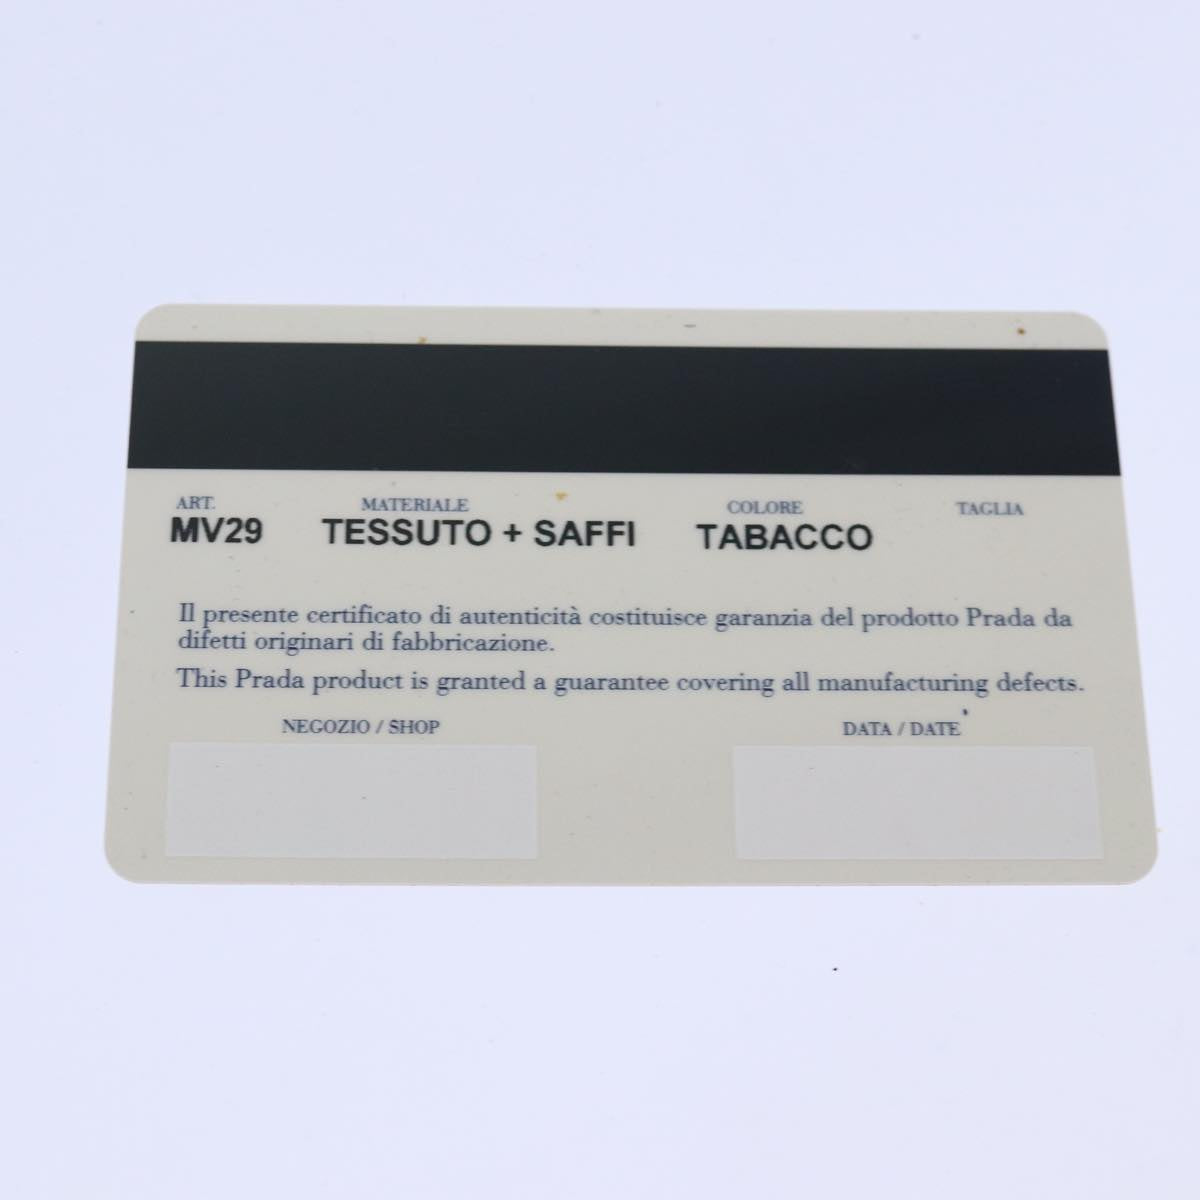 ART. MATERIALE COLORE TAGLIA
MV29 TESSUTO + SAFFI TABACCO
Il presente certificato di autenticità costituisce garanzia del prodotto Prada da
difetti originari di fabbricazione.
This Prada product is granted a guarantee covering all manufacturing defects.
NEGOZIO / SHOP DATA / DATE